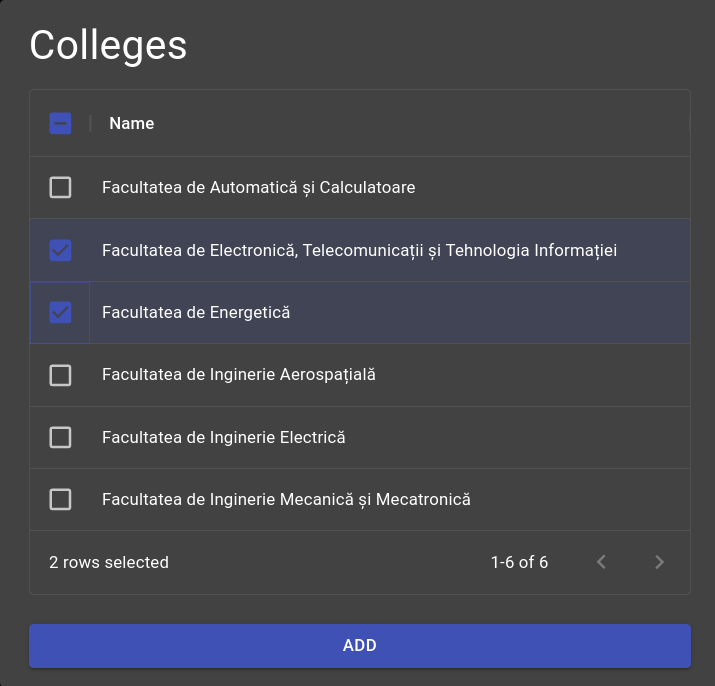 Colleges
Name
Facultatea de Automatică și Calculatoare
Facultatea de Electronică, Telecomunicații și Tehnologia Informației
Facultatea de Energetică
Facultatea de Inginerie Aerospațială
Facultatea de Inginerie Electrică
Facultatea de Inginerie Mecanică și Mecatronică
2 rows selected 1-6 of 6
ADD